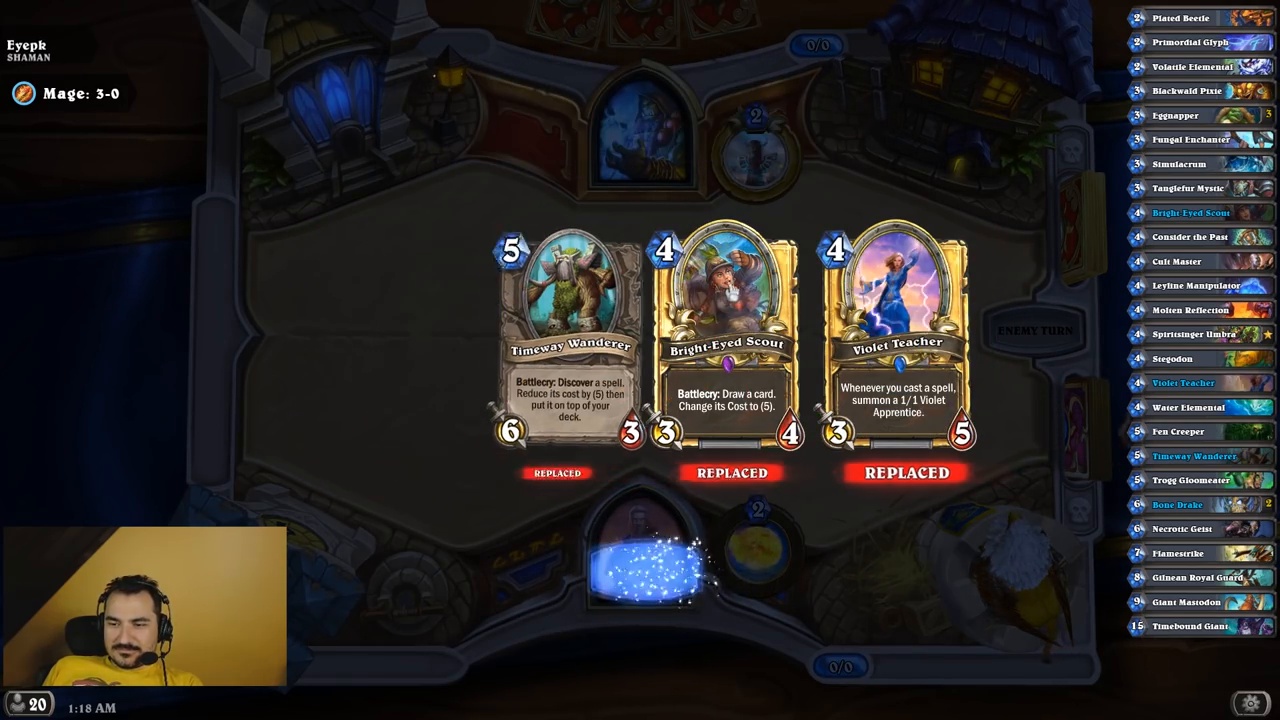 Eyepk
SHAMAN
Mage: 3-0
0/0
2
5
Timeway Wanderer
Battlecry: Discover a spell.
Reduce its cost by (5) then
put it on top of your
deck.
6
3
REPLACED
4
Bright-Eyed Scout
Battlecry: Draw a card.
Change its Cost to (5).
3
4
REPLACED
4
Violet Teacher
Whenever you cast a spell,
summon a 1/1 Violet
Apprentice.
3
5
REPLACED
ENEMY TURN
2
0/0
2 Plated Beetle
2 Primordial Glyph
2 Volatile Elemental
3 Blackwald Pixie
3 Eggnapper 3
3 Fungal Enchanter
3 Simulacrum
3 Tanglefur Mystic
4 Bright Eyed Scout
4 Consider the Past
4 Cult Master
4 Leyline Manipulator
4 Molten Reflection
4 Spiritsinger Umbra
4 Stegodon
4 Violet Teacher
4 Water Elemental
5 Fen Creeper
5 Timeway Wanderer
5 Trogg Gloomeater
6 Bone Drake 2
6 Necrotic Geist
7 Flamestrike
8 Gilnean Royal Guard
9 Giant Mastodon
15 Timebound Giant
20
1:18 AM